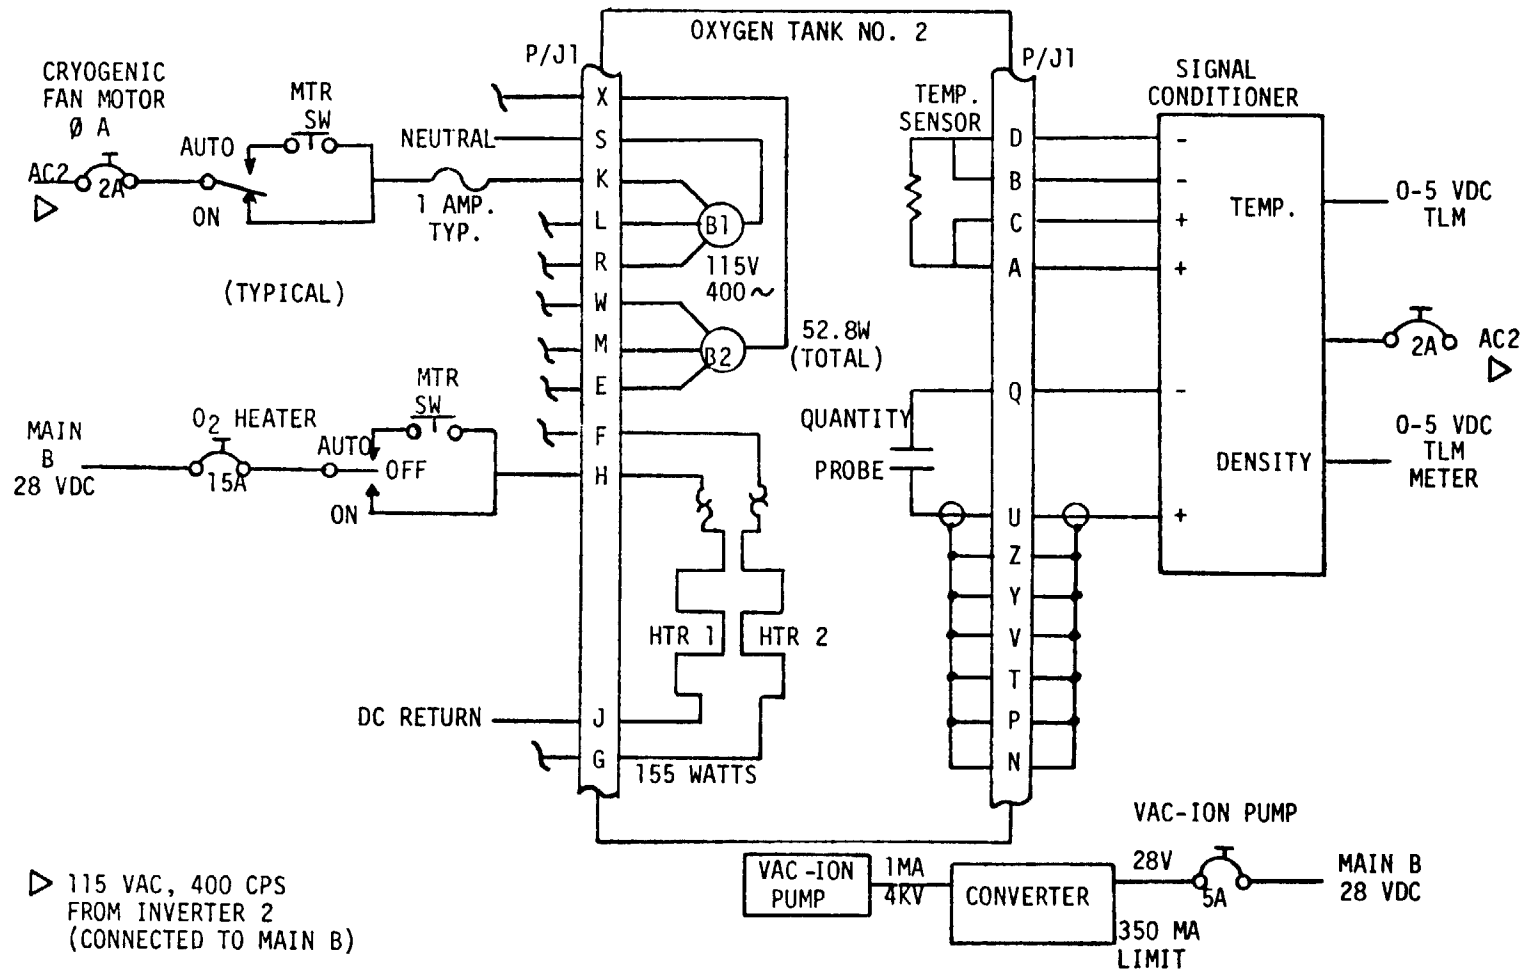 OXYGEN TANK NO. 2
P/J1
P/J1
CRYOGENIC
FAN MOTOR
Ø A
MTR
SW
AUTO
AC2
2A
ON
NEUTRAL
1 AMP.
TYP.
(TYPICAL)
X
S
K
L
R
W
M
E
F
H
J
G
B1
115V
400~
B2
52.8W
(TOTAL)
MAIN
B
28 VDC
O2 HEATER
15A
AUTO
OFF
ON
MTR
SW
HTR 1
HTR 2
DC RETURN
155 WATTS
TEMP.
SENSOR
QUANTITY
PROBE
D
B
C
A
Q
U
Z
Y
V
T
P
N
SIGNAL
CONDITIONER
-
-
+
+
-
+
TEMP.
DENSITY
0-5 VDC
TLM
2A
AC2
0-5 VDC
TLM
METER
VAC-ION PUMP
VAC-ION
PUMP
1MA
4KV
CONVERTER
28V
5A
MAIN B
28 VDC
350 MA
LIMIT
115 VAC, 400 CPS
FROM INVERTER 2
(CONNECTED TO MAIN B)